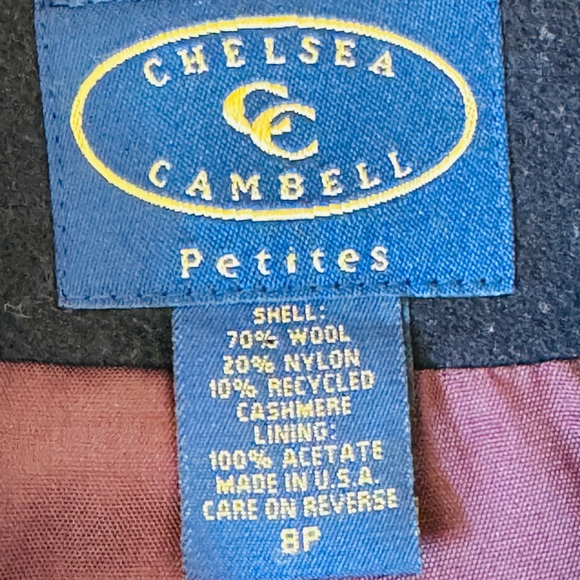 CHELSEA
CC
CAMBELL
Petites
SHELL:
70% WOOL
20% NYLON
10% RECYCLED
CASHMERE
LINING:
100% ACETATE
MADE IN U.S.A.
CARE ON REVERSE
8P